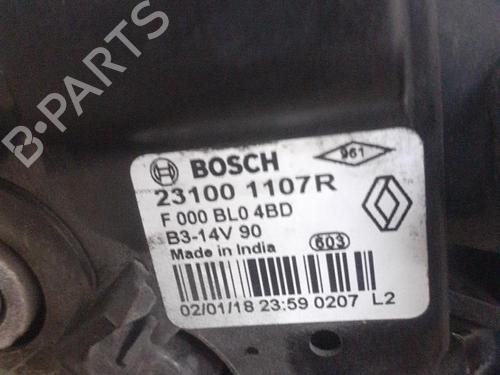 B-PARTS
BOSCH
961
23100 1107R
F 000 BL0 4BD
B3-14V 90
Made in India
603
02/01/18 23:59 0207 L2